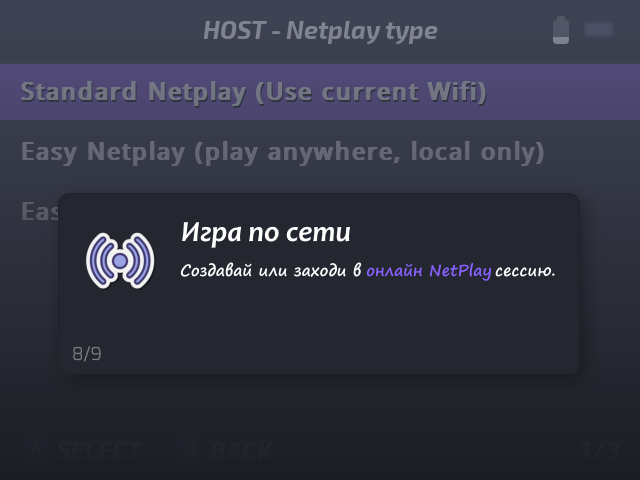 HOST - Netplay type
Standard Netplay (Use current Wifi)
Easy Netplay (play anywhere, local only)
Eas
Игра по сети
Создавай или заходи в онлайн NetPlay сессию.
8/9
SELECT BACK 1/3